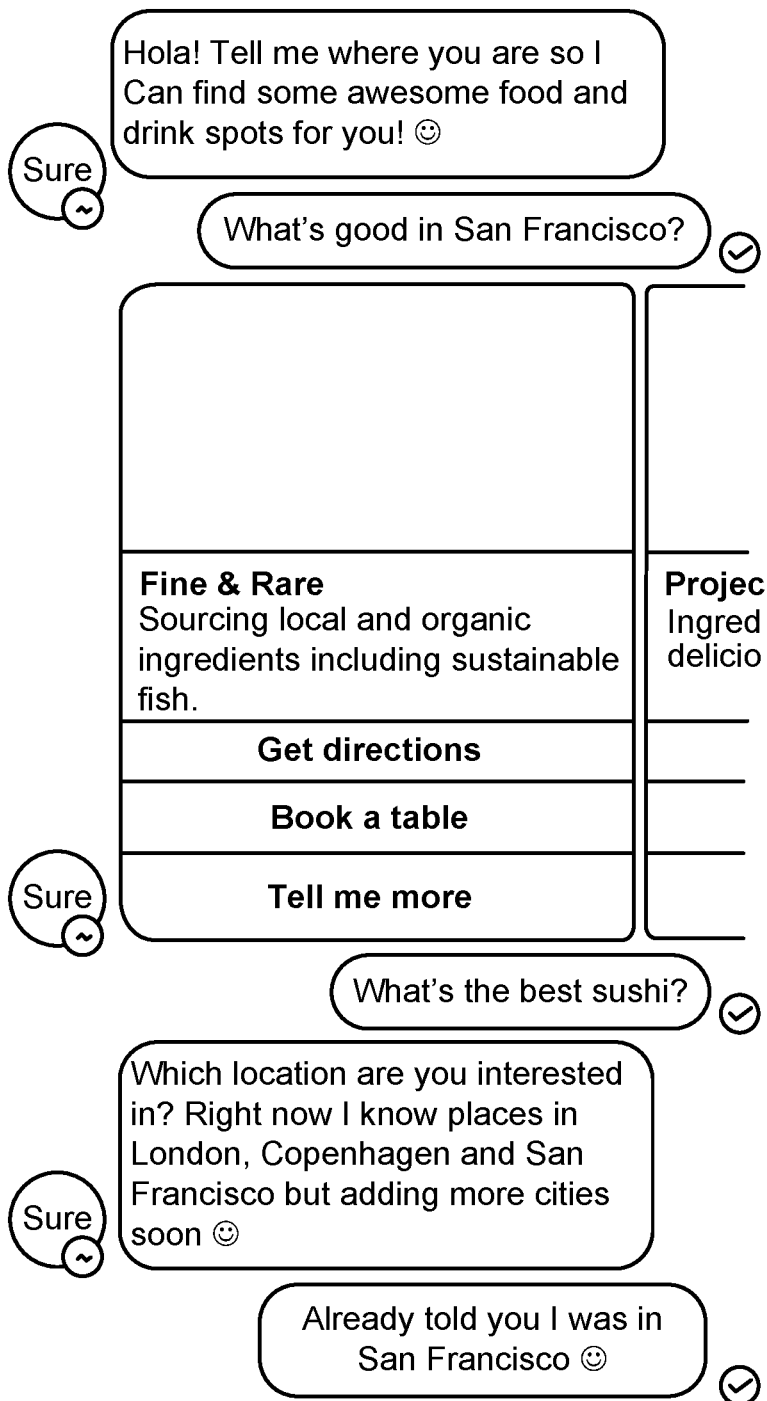 Hola! Tell me where you are so I
Can find some awesome food and
drink spots for you! ☺
Sure
What's good in San Francisco?
Fine & Rare
Sourcing local and organic
ingredients including sustainable
fish.
Projec
Ingred
delicio
Get directions
Book a table
Tell me more
Sure
What's the best sushi?
Which location are you interested
in? Right now I know places in
London, Copenhagen and San
Francisco but adding more cities
soon ☺
Sure
Already told you I was in
San Francisco ☺